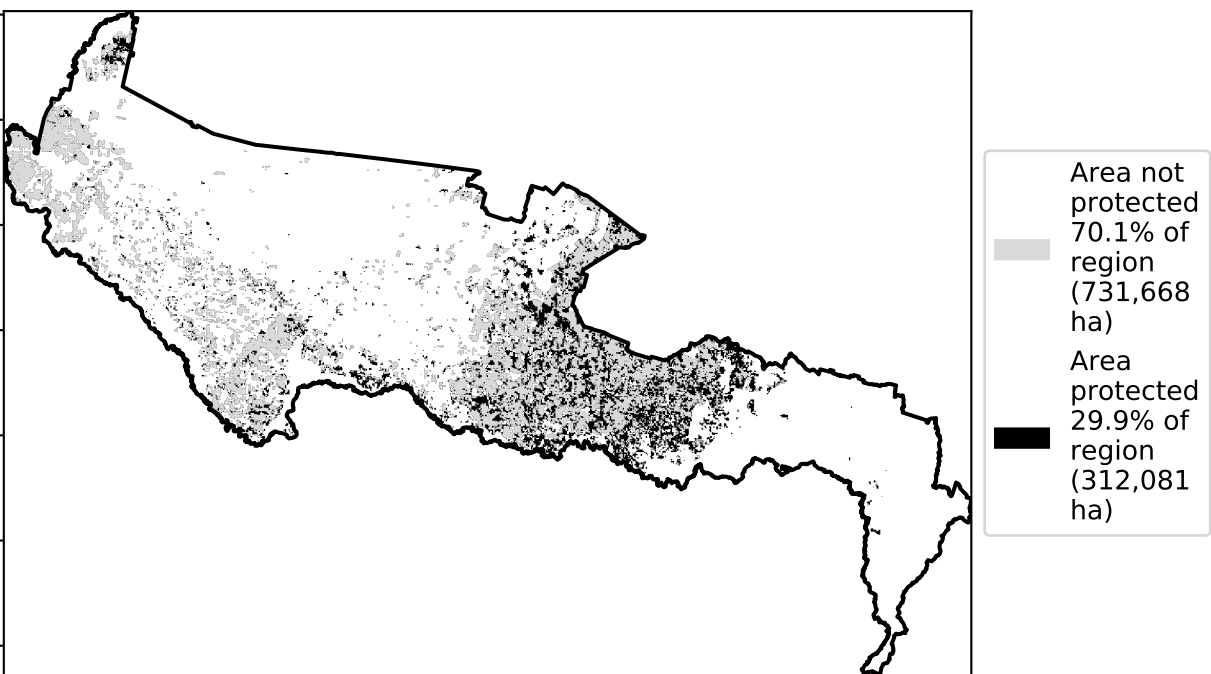 Area not
protected
70.1% of
region
(731,668
ha)
Area
protected
29.9% of
region
(312,081
ha)